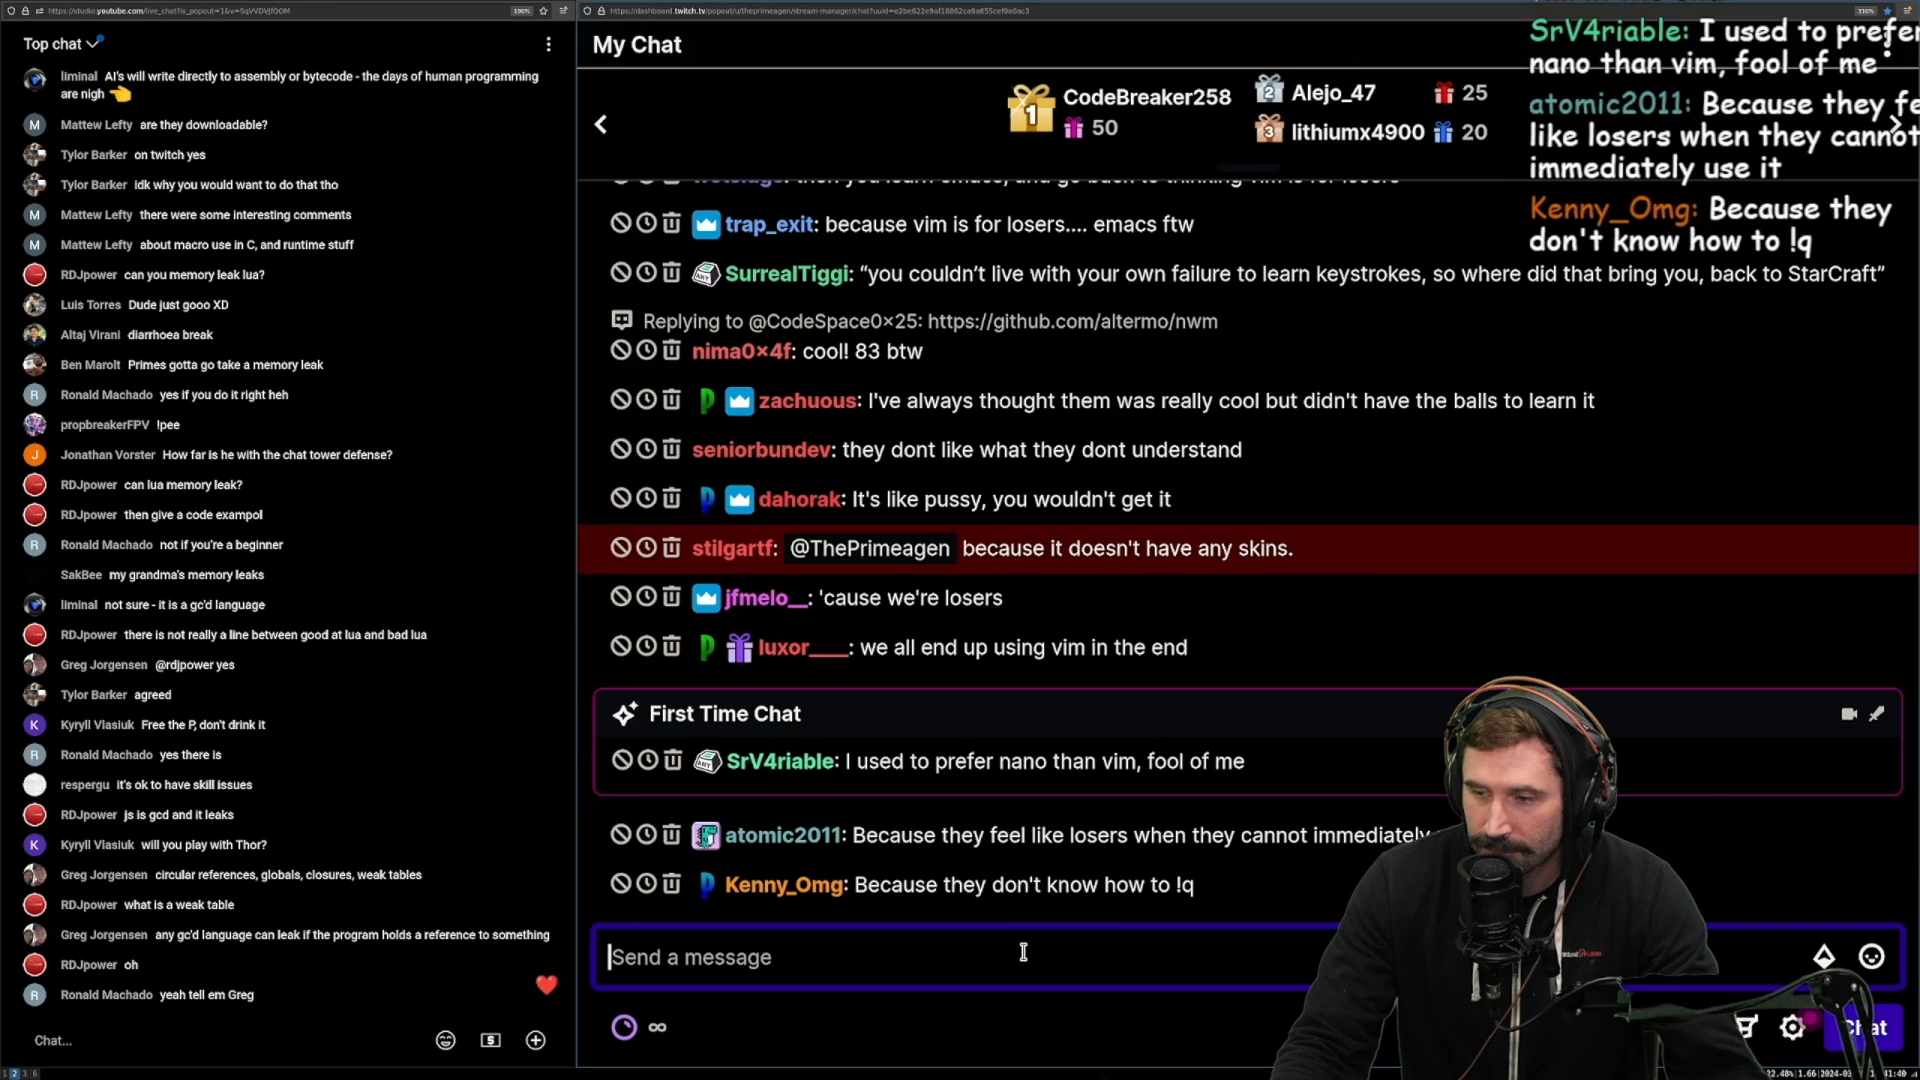 https://studio.youtube.com/live_chat?is_popout=1&v=SqVVDVJfQOM
190%
Top chat
liminal AI's will write directly to assembly or bytecode - the days of human programming
are nigh 👈
M Mattew Lefty are they downloadable?
Tylor Barker on twitch yes
Tylor Barker idk why you would want to do that tho
M Mattew Lefty there were some interesting comments
M Mattew Lefty about macro use in C, and runtime stuff
RDJpower can you memory leak lua?
Luis Torres Dude just gooo XD
Altaj Virani diarrhoea break
Ben Marolt Primes gotta go take a memory leak
R Ronald Machado yes if you do it right heh
propbreakerFPV !pee
J Jonathan Vorster How far is he with the chat tower defense?
RDJpower can lua memory leak?
RDJpower then give a code exampol
R Ronald Machado not if you're a beginner
SakBee my grandma's memory leaks
liminal not sure - it is a gc'd language
RDJpower there is not really a line between good at lua and bad lua
Greg Jorgensen @rdjpower yes
Tylor Barker agreed
K Kyryll Vlasiuk Free the P, don't drink it
R Ronald Machado yes there is
respergu it's ok to have skill issues
RDJpower js is gcd and it leaks
K Kyryll Vlasiuk will you play with Thor?
Greg Jorgensen circular references, globals, closures, weak tables
RDJpower what is a weak table
Greg Jorgensen any gc'd language can leak if the program holds a reference to something
RDJpower oh
R Ronald Machado yeah tell em Greg
Chat...
1 2 3 6
310%
My Chat
1 CodeBreaker258
50
2 Alejo_47 25
3 lithiumx4900 20
trap_exit: because vim is for losers.... emacs ftw
SurrealTiggi: “you couldn’t live with your own failure to learn keystrokes, so where did that bring you, back to StarCraft”
Replying to @CodeSpace0x25: https://github.com/altermo/nwm
nima0x4f: cool! 83 btw
zachuous: I've always thought them was really cool but didn't have the balls to learn it
seniorbundev: they dont like what they dont understand
dahorak: It's like pussy, you wouldn't get it
stilgartf: @ThePrimeagen because it doesn't have any skins.
jfmelo__: 'cause we're losers
luxor____: we all end up using vim in the end
First Time Chat
SrV4riable: I used to prefer nano than vim, fool of me
atomic2011: Because they feel like losers when they cannot immediately
Kenny_Omg: Because they don't know how to !q
Send a message
∞
Chat
SrV4riable: I used to prefer
nano than vim, fool of me
atomic2011: Because they fe
like losers when they cannot
immediately use it
Kenny_Omg: Because they
don't know how to !q